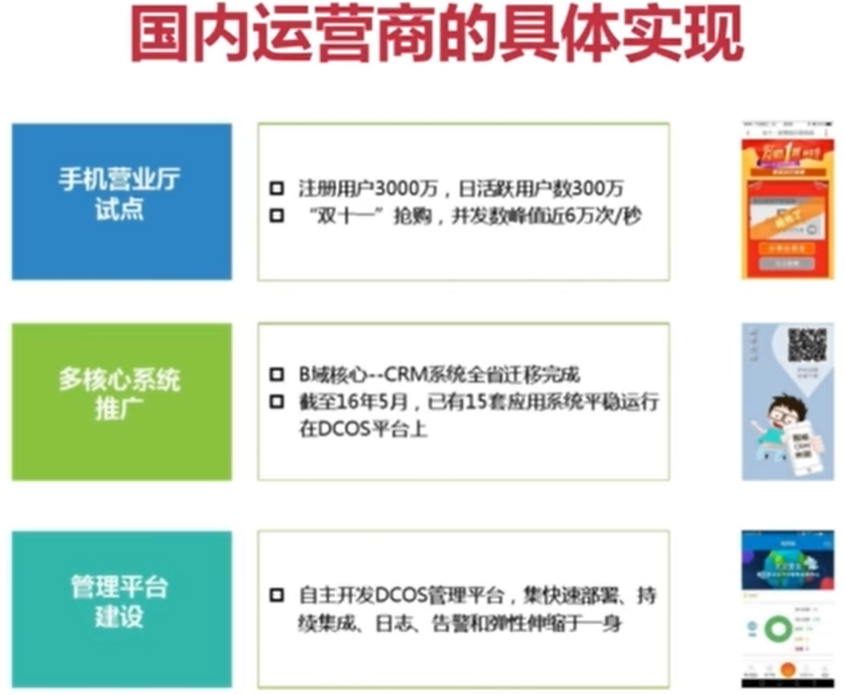 国内运营商的具体实现
手机营业厅
试点
注册用户3000万，日活跃用户数300万
“双十一”抢购，并发数峰值近6万次/秒
多核心系统
推广
B域核心--CRM系统全省迁移完成
截至16年5月，已有15套应用系统平稳运行
在DCOS平台上
管理平台
建设
自主开发DCOS管理平台，集快速部署、持
续集成、日志、告警和弹性伸缩于一身